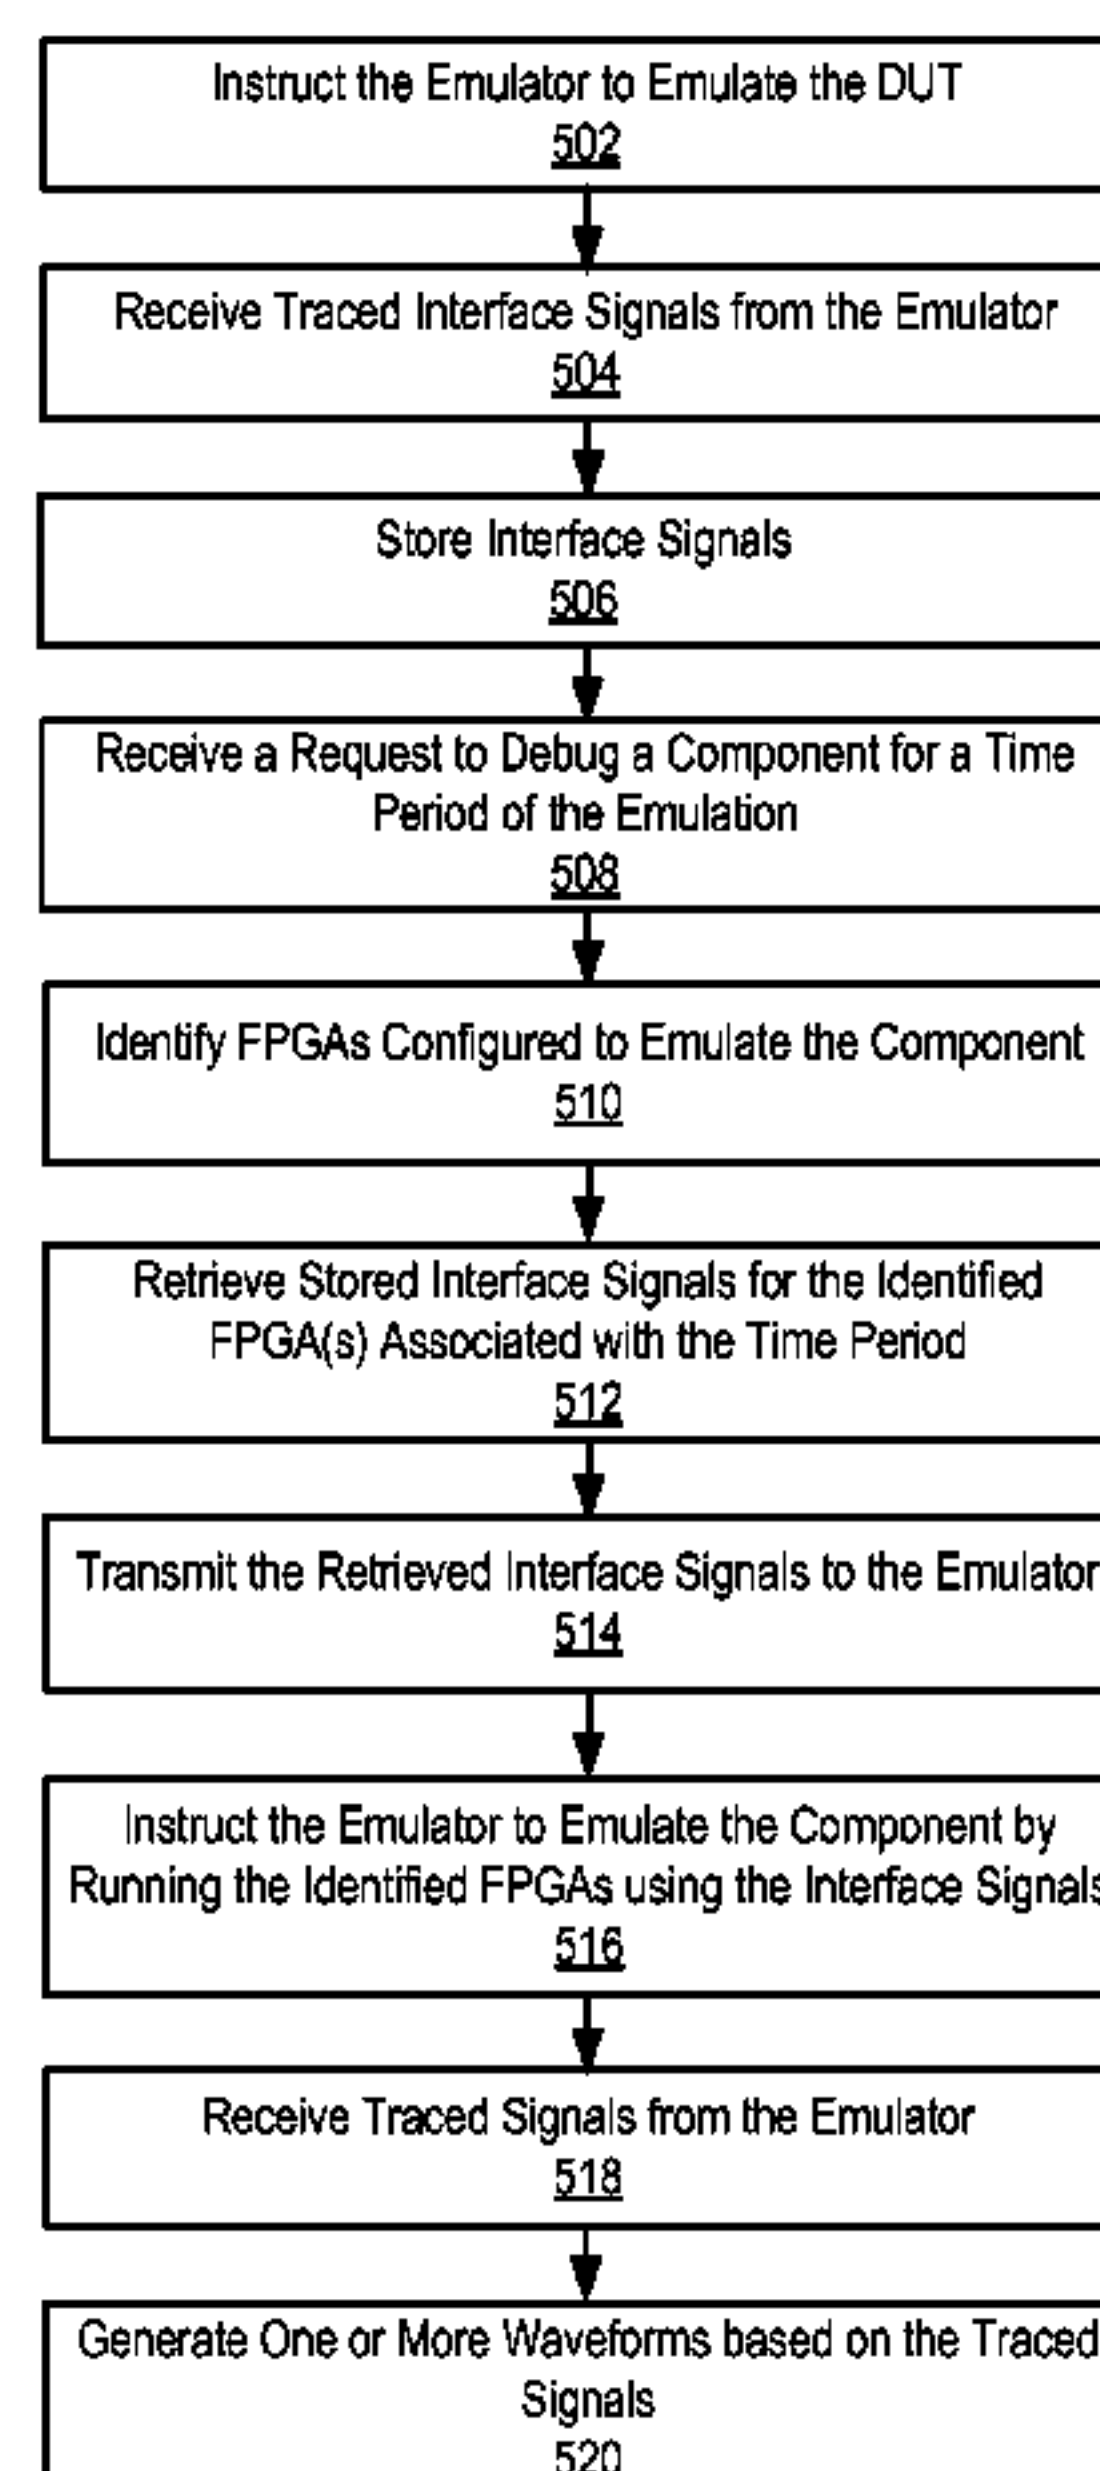 Instruct the Emulator to Emulate the DUT
502
Receive Traced Interface Signals from the Emulator
504
Store Interface Signals
506
Receive a Request to Debug a Component for a Time
Period of the Emulation
508
Identify FPGAs Configured to Emulate the Component
510
Retrieve Stored Interface Signals for the Identified
FPGA(s) Associated with the Time Period
512
Transmit the Retrieved Interface Signals to the Emulator
514
Instruct the Emulator to Emulate the Component by
Running the Identified FPGAs using the Interface Signals
516
Receive Traced Signals from the Emulator
518
Generate One or More Waveforms based on the Traced
Signals
520